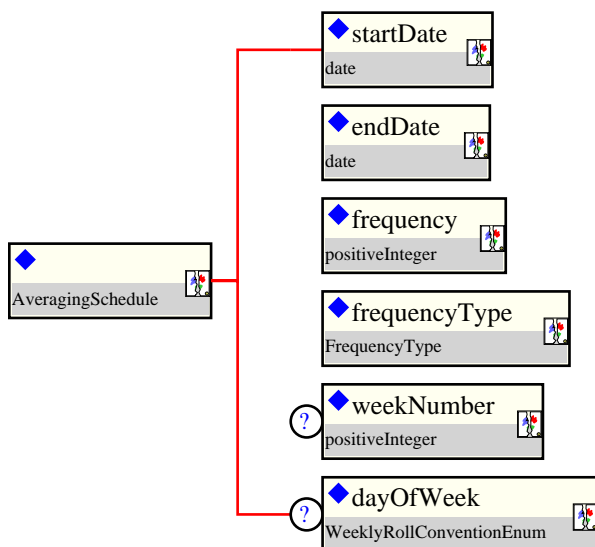 startDate
date
endDate
date
frequency
positiveInteger
AveragingSchedule
frequencyType
FrequencyType
weekNumber
?
positiveInteger
dayOfWeek
?
WeeklyRollConventionEnum